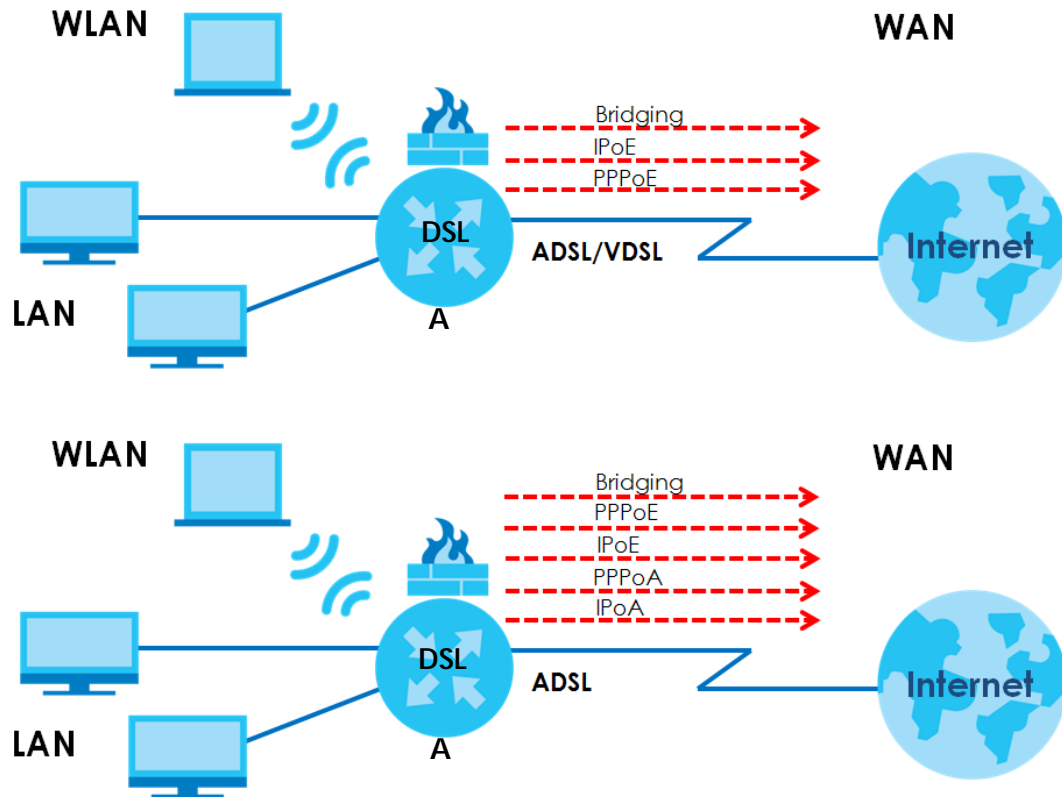 WLAN
WAN
Bridging
IPoE
PPPoE
DSL
ADSL/VDSL
Internet
LAN
A
WLAN
WAN
Bridging
PPPoE
IPoE
PPPoA
IPoA
DSL
ADSL
Internet
LAN
A